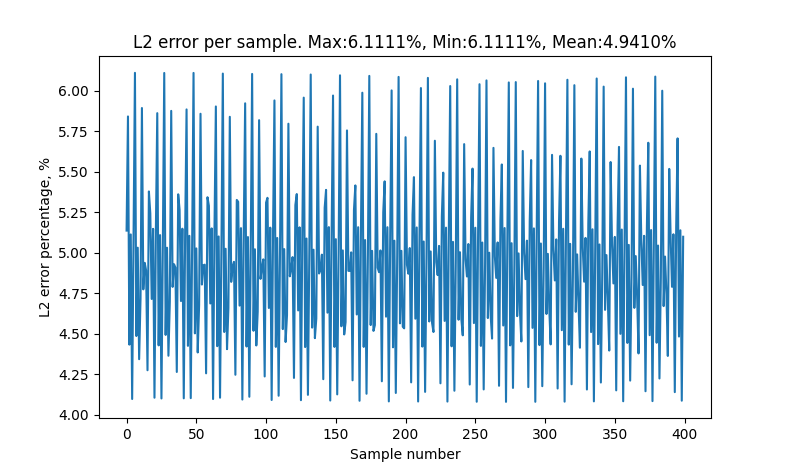 L2 error per sample. Max:6.1111%, Min:6.1111%, Mean:4.9410%
L2 error percentage, %
6.00
5.75
5.50
5.25
5.00
4.75
4.50
4.25
4.00
0 50 100 150 200 250 300 350 400
Sample number